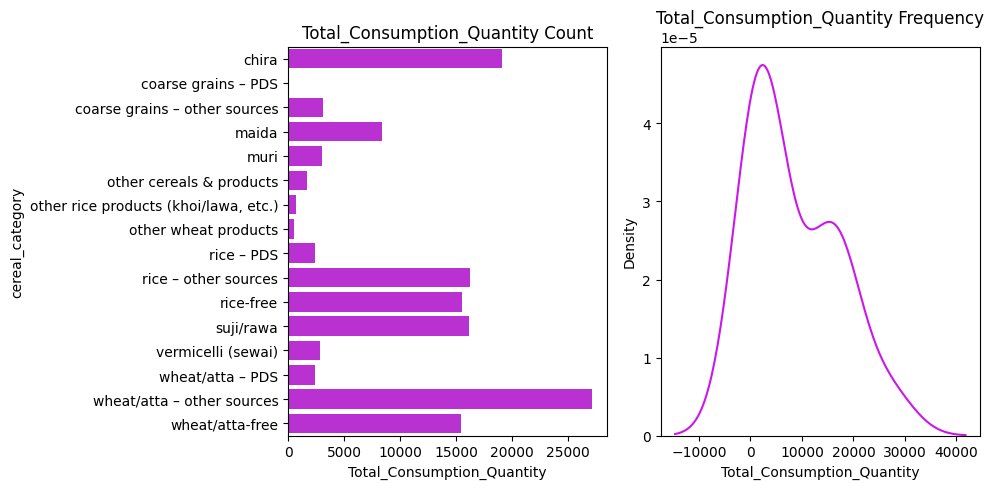 Total_Consumption_Quantity Count
cereal_category
chira
coarse grains – PDS
coarse grains – other sources
maida
muri
other cereals & products
other rice products (khoi/lawa, etc.)
other wheat products
rice – PDS
rice – other sources
rice-free
suji/rawa
vermicelli (sewai)
wheat/atta – PDS
wheat/atta – other sources
wheat/atta-free
0 5000 10000 15000 20000 25000
Total_Consumption_Quantity
Total_Consumption_Quantity Frequency
1e−5
Density
4
3
2
1
0
−10000 0 10000 20000 30000 40000
Total_Consumption_Quantity